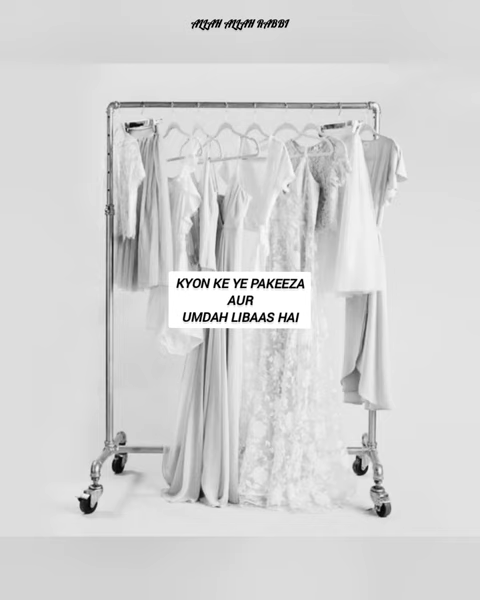 ALLAH ALLAH RABBI
KYON KE YE PAKEEZA
AUR
UMDAH LIBAAS HAI